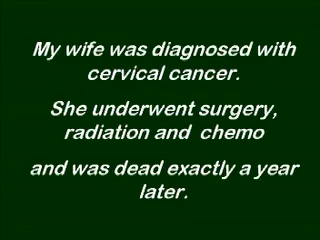 My wife was diagnosed with
cervical cancer.
She underwent surgery,
radiation and chemo
and was dead exactly a year
later.